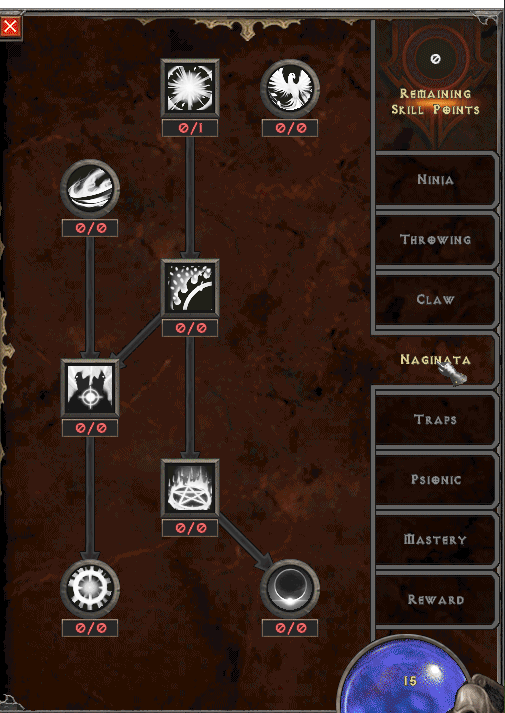 0
Remaining
Skill Points
0/1
0/0
Ninja
0/0
Throwing
Claw
0/0
Naginata
0/0
Traps
Psionic
0/0
Mastery
Reward
0/0
0/0
15